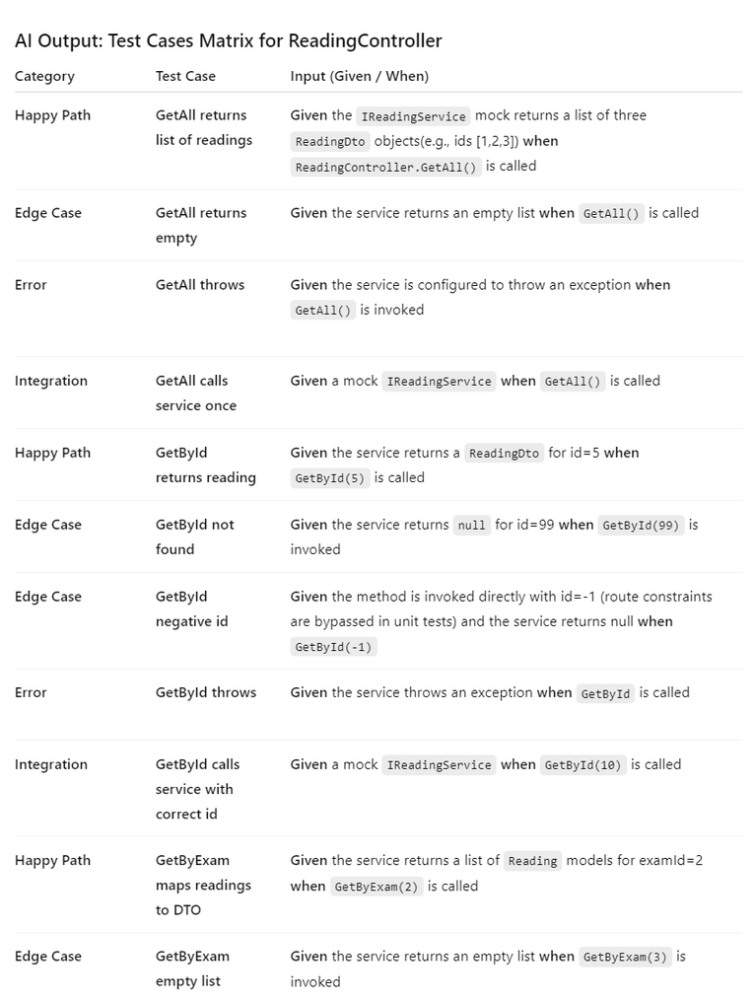 AI Output: Test Cases Matrix for ReadingController
Category Test Case Input (Given / When)
Happy Path GetAll returns Given the IReadingService mock returns a list of three
list of readings ReadingDto objects(e.g., ids [1,2,3]) when
ReadingController.GetAll() is called
Edge Case GetAll returns Given the service returns an empty list when GetAll() is called
empty
Error GetAll throws Given the service is configured to throw an exception when
GetAll() is invoked
Integration GetAll calls Given a mock IReadingService when GetAll() is called
service once
Happy Path GetById Given the service returns a ReadingDto for id=5 when
returns reading GetById(5) is called
Edge Case GetById not Given the service returns null for id=99 when GetById(99) is
found invoked
Edge Case GetById Given the method is invoked directly with id=-1 (route constraints
negative id are bypassed in unit tests) and the service returns null when
GetById(-1)
Error GetById throws Given the service throws an exception when GetById is called
Integration GetById calls Given a mock IReadingService when GetById(10) is called
service with
correct id
Happy Path GetByExam Given the service returns a list of Reading models for examId=2
maps readings when GetByExam(2) is called
to DTO
Edge Case GetByExam Given the service returns an empty list when GetByExam(3) is
empty list invoked